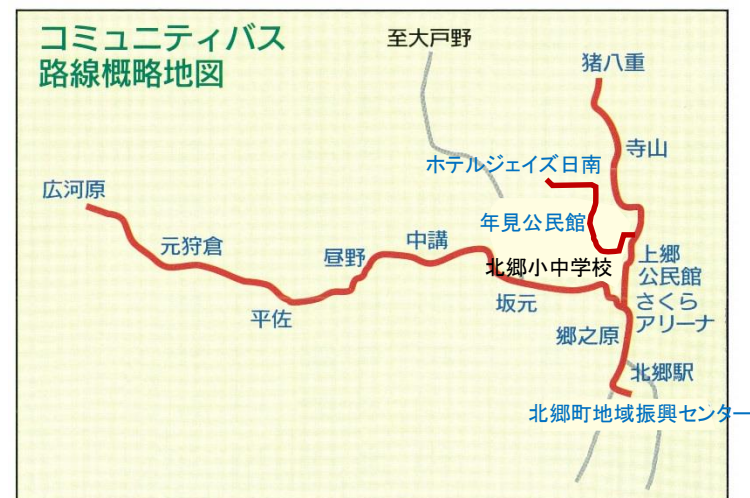 コミュニティバス
路線概略地図
至大戸野
猪八重
寺山
ホテルジェイズ日南
広河原
年見公民館
元狩倉
昼野
中講
北郷小中学校
上郷
公民館
坂元
さくら
アリーナ
平佐
郷之原
北郷駅
北郷町地域振興センター